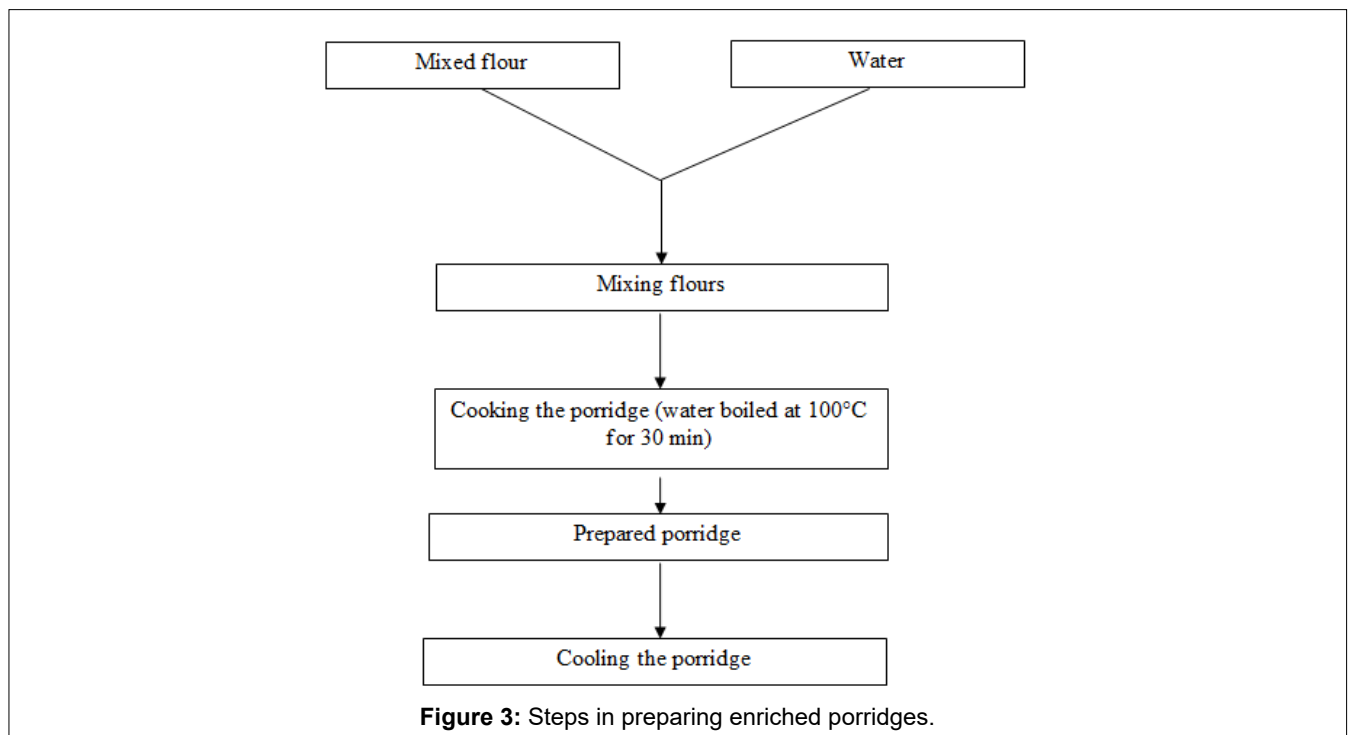 Mixed flour
Water
Mixing flours
Cooking the porridge (water boiled at 100°C
for 30 min)
Prepared porridge
Cooling the porridge
Figure 3: Steps in preparing enriched porridges.